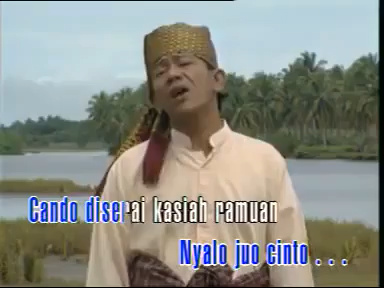 Cando diserai kasiah ramuan
Nyalo juo cinto . . .